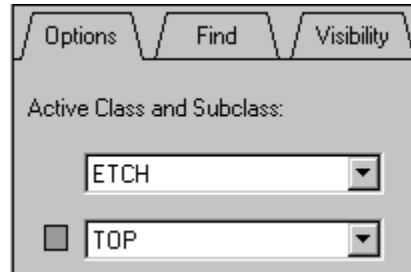 Options Find Visibility
Active Class and Subclass:
ETCH
TOP